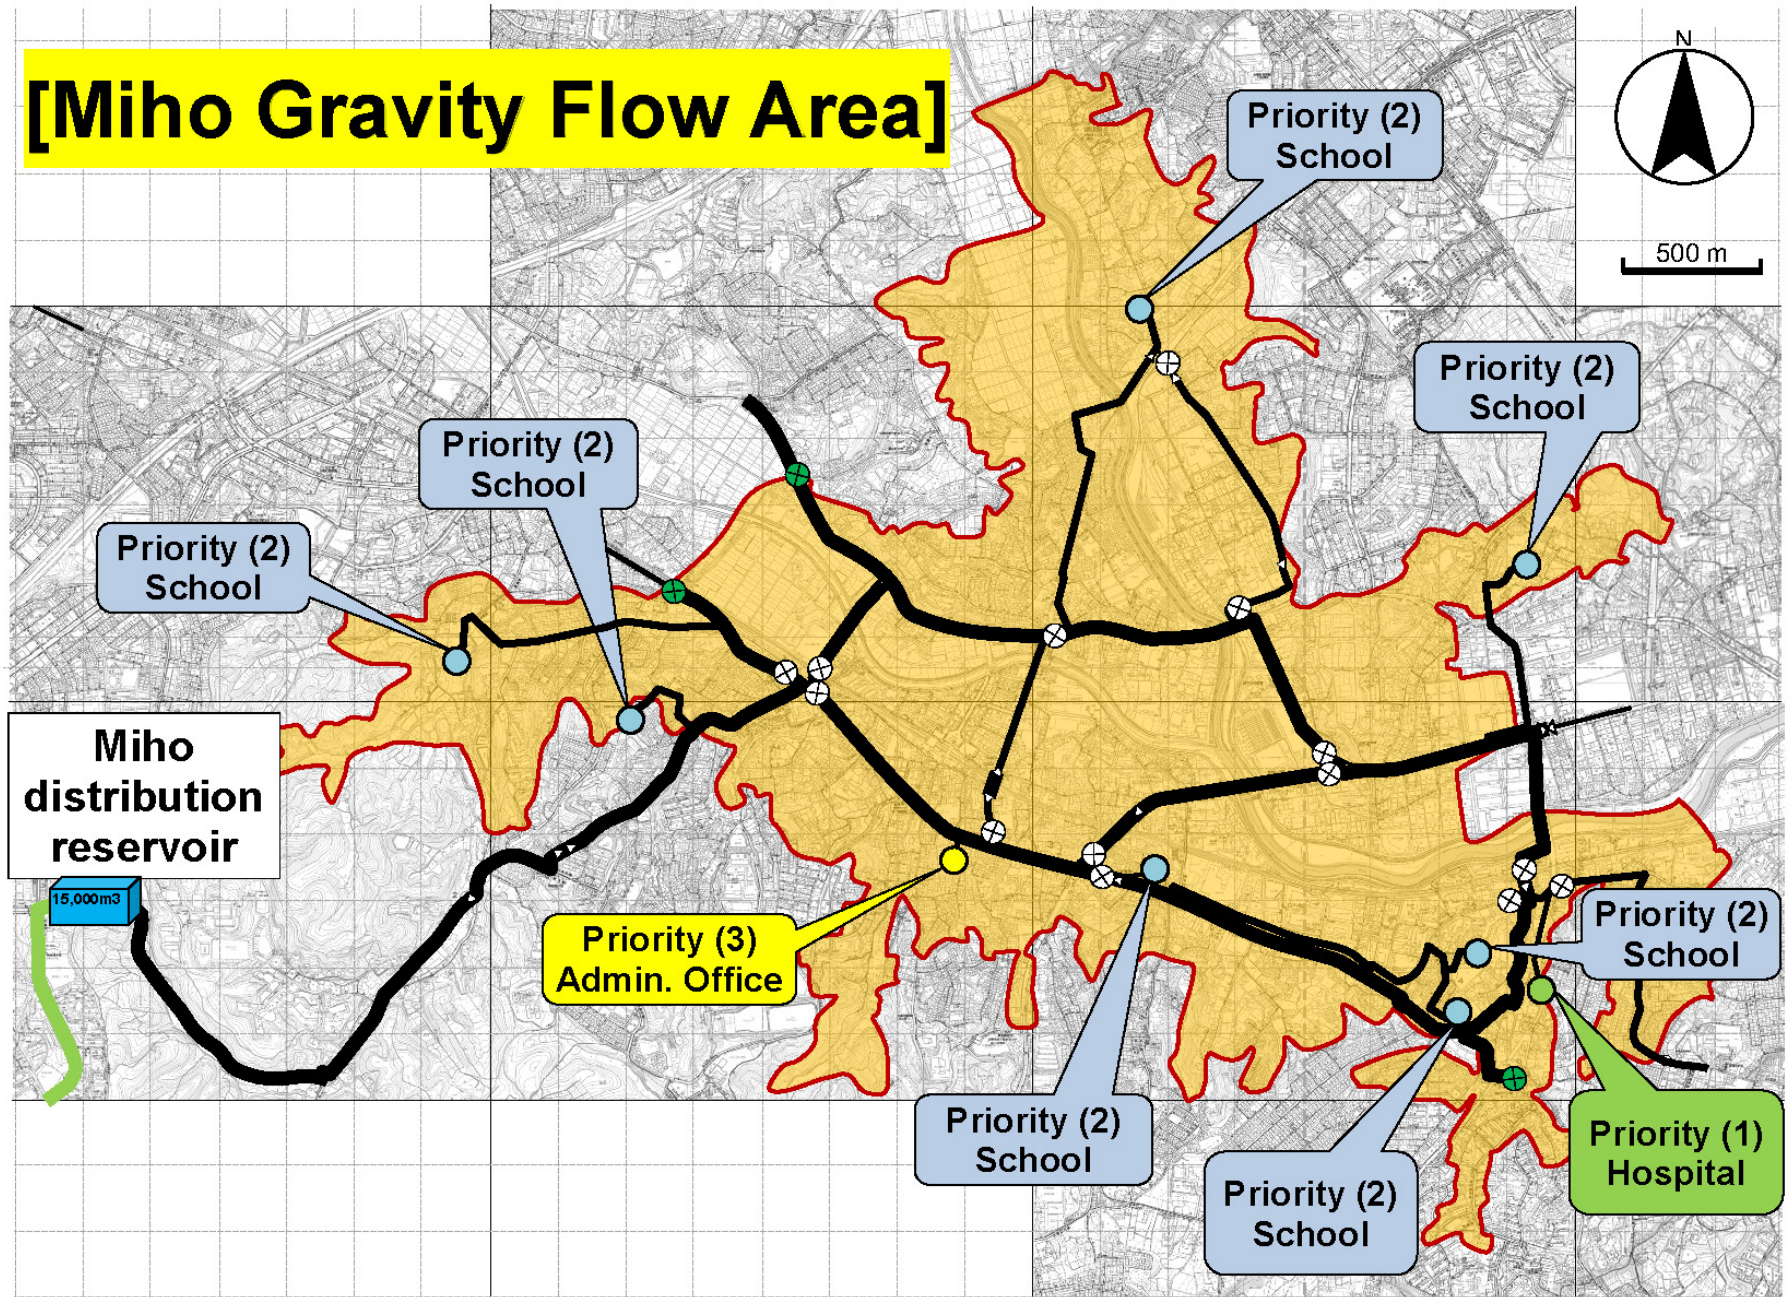 [Miho Gravity Flow Area]
N
500 m
Priority (2)
School
Priority (2)
School
Priority (2)
School
Priority (2)
School
Miho
distribution
reservoir
15,000m3
Priority (3)
Admin. Office
Priority (2)
School
Priority (2)
School
Priority (2)
School
Priority (1)
Hospital